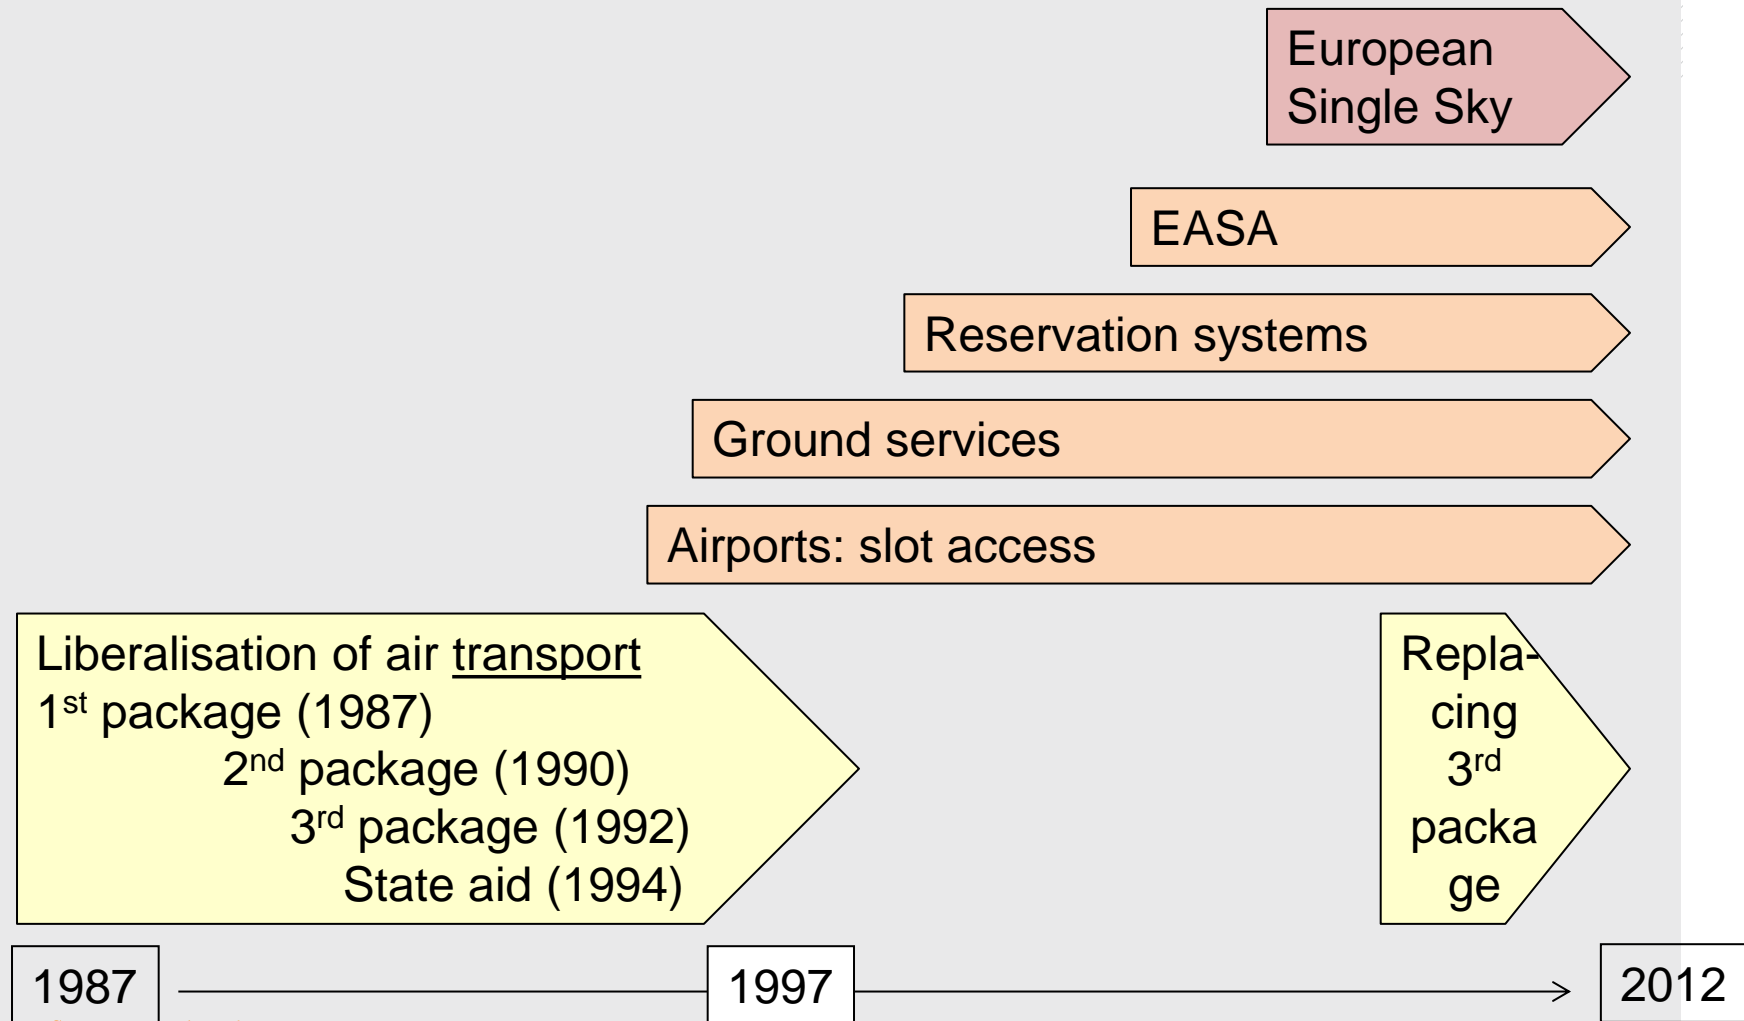 European
Single Sky
EASA
Reservation systems
Ground services
Airports: slot access
Liberalisation of air transport
1st package (1987)
2nd package (1990)
3rd package (1992)
State aid (1994)
Repla-
cing
3rd
packa
ge
1987
1997
2012